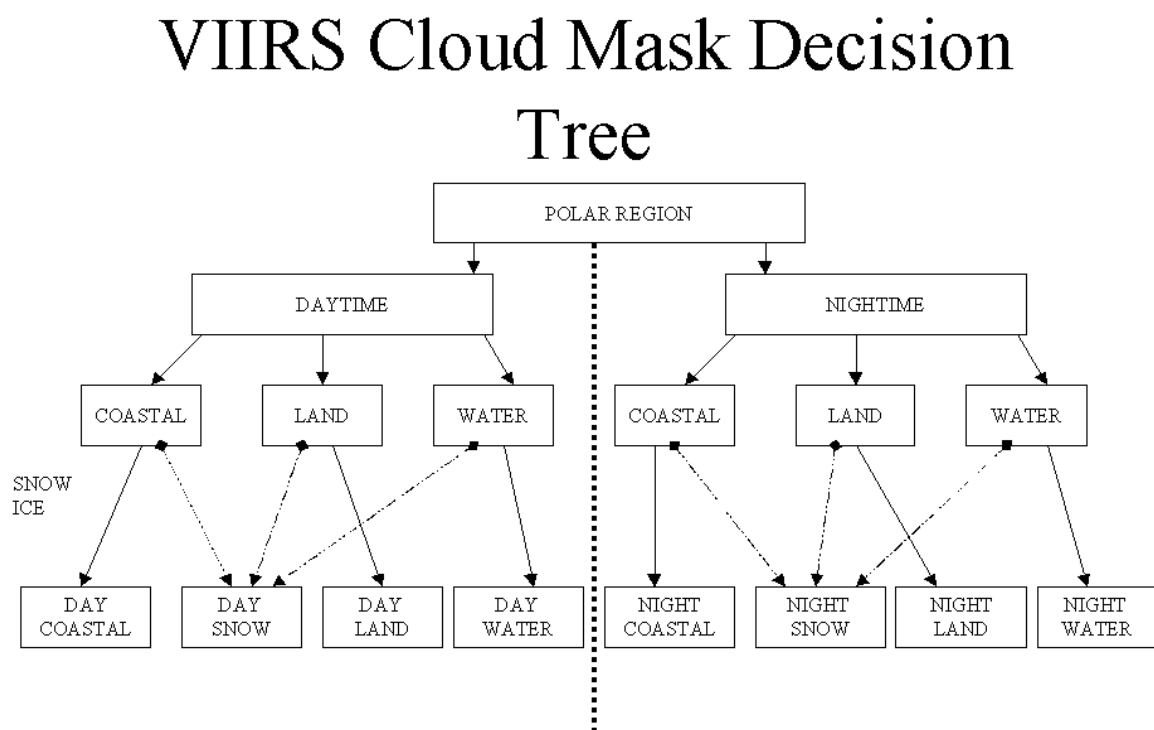 VIIRS Cloud Mask Decision
Tree
POLAR REGION
DAYTIME
NIGHTIME
COASTAL
LAND
WATER
COASTAL
LAND
WATER
SNOW
ICE
DAY
COASTAL
DAY
SNOW
DAY
LAND
DAY
WATER
NIGHT
COASTAL
NIGHT
SNOW
NIGHT
LAND
NIGHT
WATER